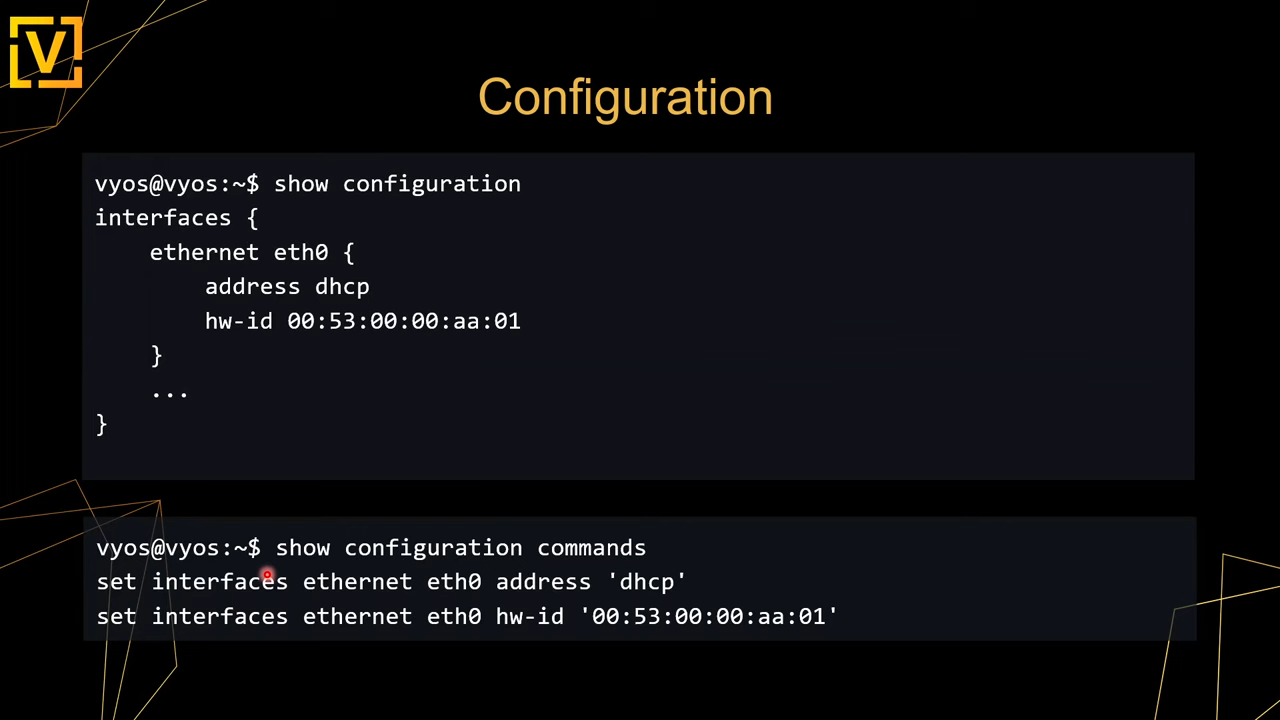 V
Configuration
vyos@vyos:~$ show configuration
interfaces {
    ethernet eth0 {
        address dhcp
        hw-id 00:53:00:00:aa:01
    }
    ...
}
vyos@vyos:~$ show configuration commands
set interfaces ethernet eth0 address 'dhcp'
set interfaces ethernet eth0 hw-id '00:53:00:00:aa:01'